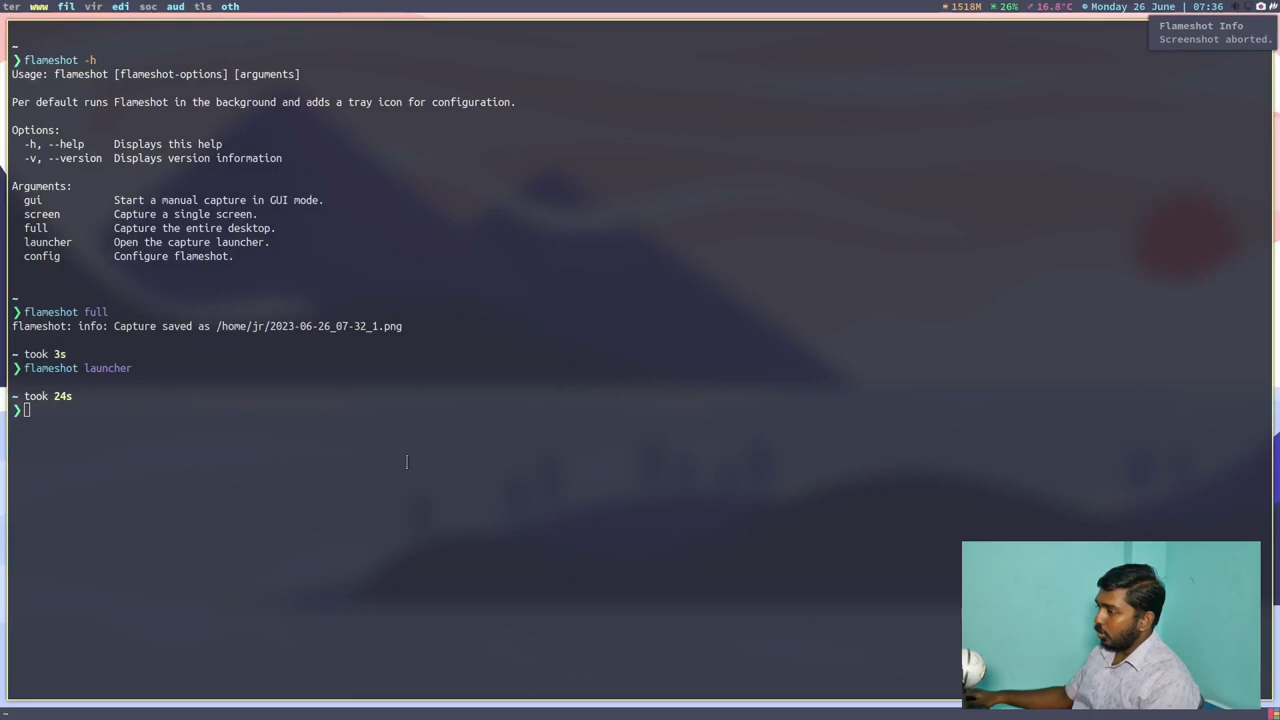 ter www fil vir edi soc aud tls oth
1518M 26% 16.8°C Monday 26 June | 07:36
Flameshot Info
Screenshot aborted.
~
❯ flameshot -h
Usage: flameshot [flameshot-options] [arguments]
Per default runs Flameshot in the background and adds a tray icon for configuration.
Options:
-h, --help Displays this help
-v, --version Displays version information
Arguments:
gui Start a manual capture in GUI mode.
screen Capture a single screen.
full Capture the entire desktop.
launcher Open the capture launcher.
config Configure flameshot.
~
❯ flameshot full
flameshot: info: Capture saved as /home/jr/2023-06-26_07-32_1.png
~ took 3s
❯ flameshot launcher
~ took 24s
❯
~